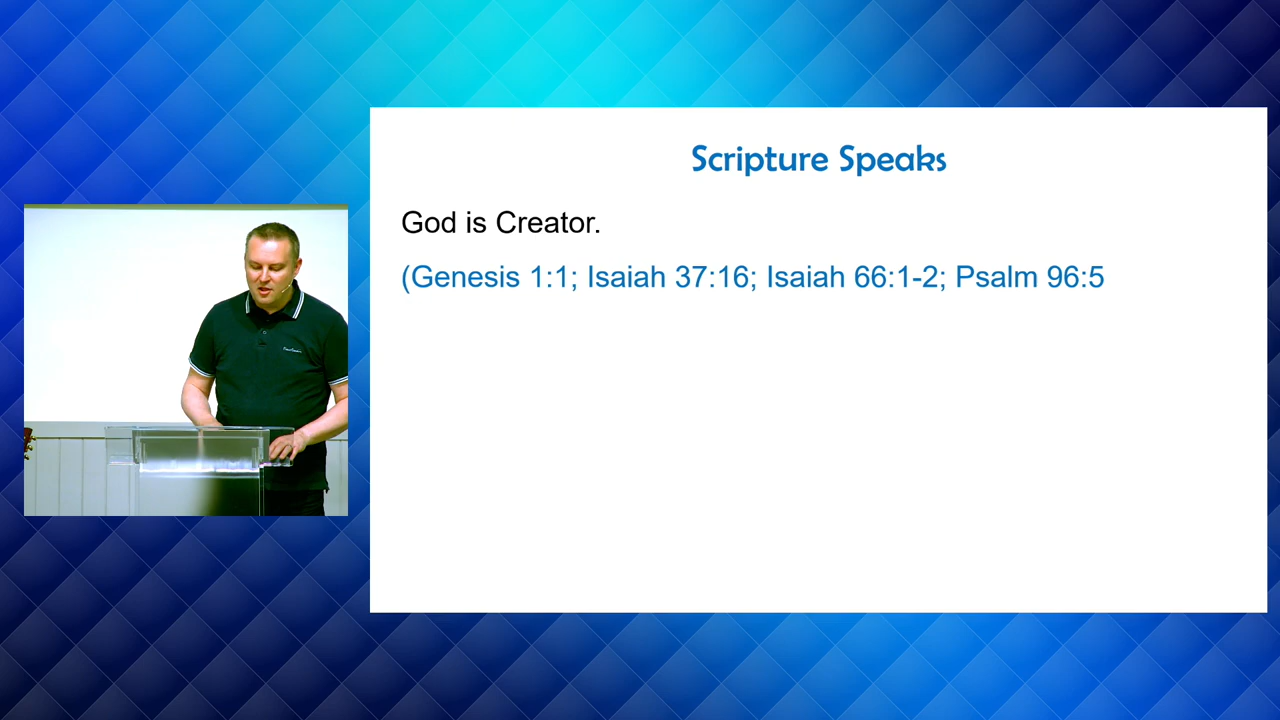 Scripture Speaks
God is Creator.
(Genesis 1:1; Isaiah 37:16; Isaiah 66:1-2; Psalm 96:5